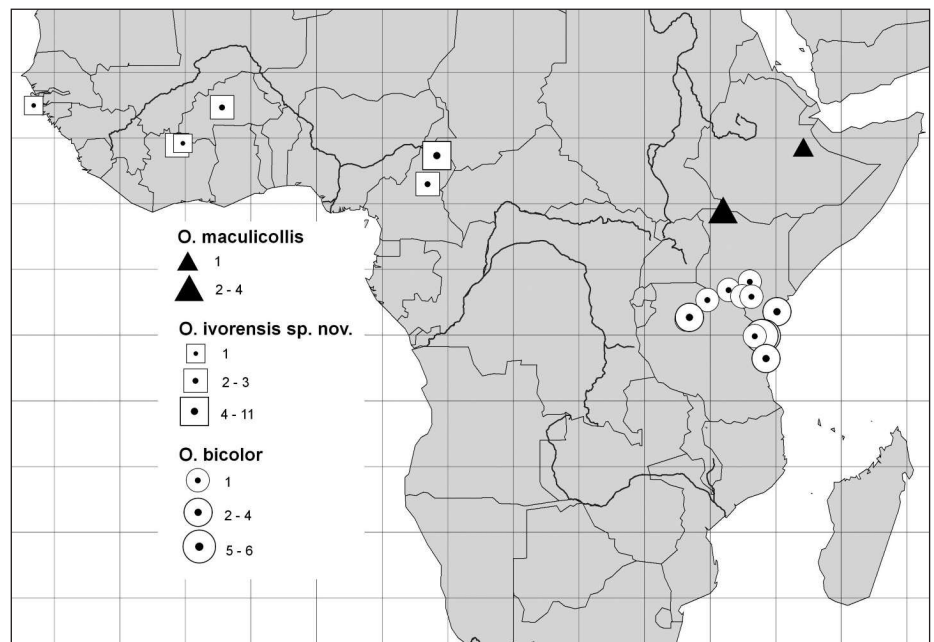 O. maculicollis
1
2 - 4
O. ivorensis sp. nov.
1
2 - 3
4 - 11
O. bicolor
1
2 - 4
5 - 6